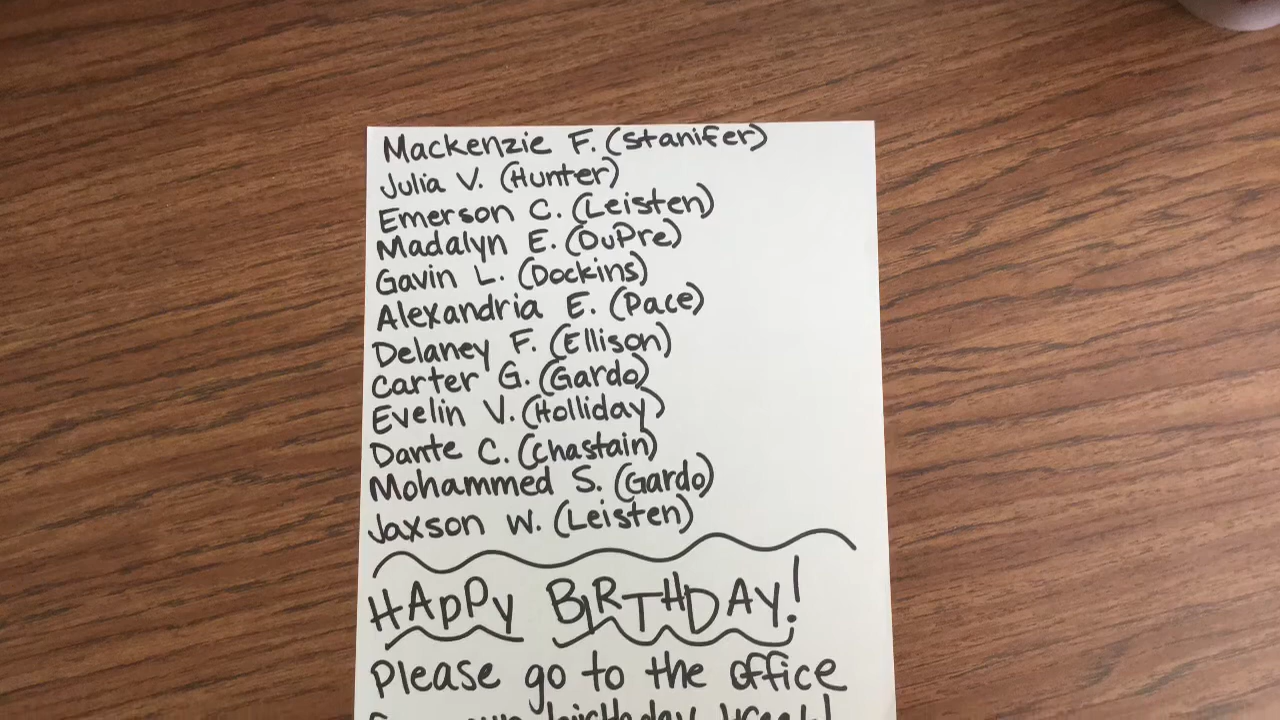 Mackenzie F. (Stanifer)
Julia V. (Hunter)
Emerson C. (Leisten)
Madalyn E. (DuPre)
Gavin L. (Dockins)
Alexandria E. (Pace)
Delaney F. (Ellison)
Carter G. (Gardo)
Evelin V. (Holliday)
Dante C. (Chastain)
Mohammed S. (Gardo)
Jaxson W. (Leisten)
HAPPY BIRTHDAY!
Please go to the office
birthday